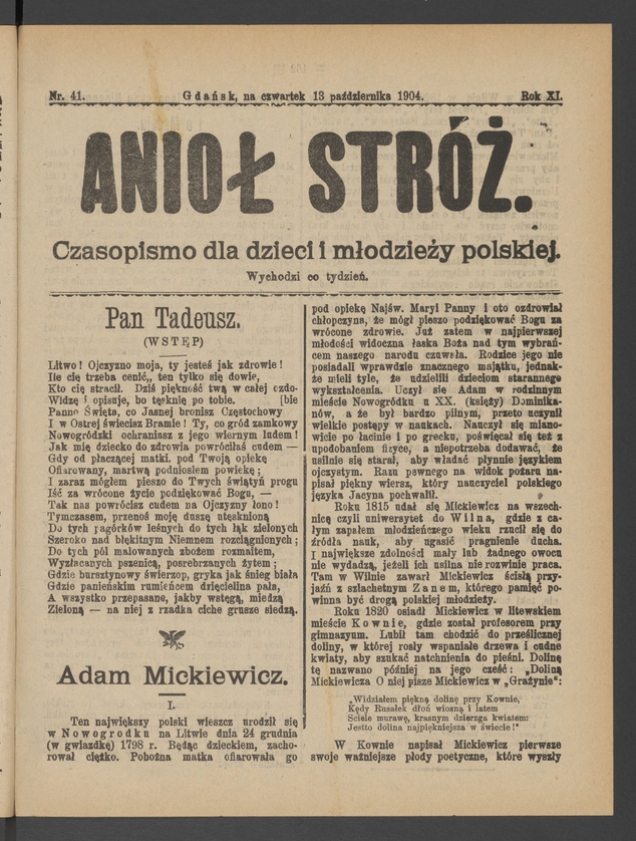 Nr. 41.
Gdańsk, na czwartek 13 października 1904.
Rok XI.
ANIOŁ STRÓŻ.
Czasopismo dla dzieci i młodzieży polskiej.
Wychodzi co tydzień.
Pan Tadeusz.
(WSTĘP)
Litwo! Ojczyzno moja, ty jesteś jak zdrowie!
Ile cię trzeba cenić,, ten tylko się dowie,
Kto cię stracił. Dziś piękność twą w całej ozdo-
Widzę i opisuję, bo tęsknię po tobie. [bie
Panno Święta, co Jasnej bronisz Częstochowy
I w Ostrej świecisz Bramie! Ty, co gród zamkowy
Nowogródzki ochraniasz z jego wiernym ludem!
Jak mię dziecko do zdrowia powróciłaś cudem —
Gdy od płaczącej matki. pod Twoją opiekę
Ofiarowany, martwą podniosłem powiekę;
I zaraz mogłem pieszo do Twych świątyń progu
Iść za wrócone życie podziękować Bogu, —
Tak nas powrócisz cudem na Ojczyzny łono!
Tymczasem, przenoś moję duszę utęsknioną
Do tych pagórków leśnych do tych łąk zielonych
Szeroko nad błękitnym Niemnem rozciągnionych;
Do tych pól malowanych zbożem rozmaitem,
Wyzłacanych pszenicą, posrebrzanych żytem;
Gdzie bursztynowy świerzop, gryka jak śnieg biała
Gdzie panieńskim rumieńcem dzięcielina pała,
A wszystko przepasane, jakby wstęgą, miedzą
Zieloną — na niej z rzadka ciche grusze siedzą.
Adam Mickiewicz.
I.
Ten największy polski wieszcz urodził się
w Nowogrodku na Litwie dnia 24 grudnia
(w gwiazdkę) 1798 r. Będąc dzieckiem, zacho-
rował ciężko. Pobożna matka ofiarowała go
pod opiekę Najśw. Maryi Panny i oto ozdrowiał
chłopczyna, że mógł pieszo podziękować Bogu za
wrócone zdrowie. Już zatem w najpierwszej
młodości widoczna łaska Boża nad tym wybrań-
cem naszego narodu czuwała. Rodzice jego nie
posiadali wprawdzie znacznego majątku, jednak-
że mieli tyle, że udzielili dzieciom starannego
wykształcenia. Uczył się Adam w rodzinnym
mieście Nowogródku u XX. (księży) Dominika-
nów, a że był bardzo pilnym, przeto uczynił
wielkie postępy w naukach. Nauczył się miano-
wicie po łacinie i po grecku, poświęcał się też z
upodobaniem fizyce, a niepotrzeba dodawać, że
usilnie się starał, aby władać płynnie językiem
ojczystym. Razu pewnego na widok pożaru na-
pisał piękny wiersz, który nauczyciel polskiego
języka Jacyna pochwalił.
Roku 1815 udał się Mickiewicz na wszech-
nicę czyli uniwersytet do Wilna, gdzie z ca-
łym zapałem młodzieńczego wieku rzucił się do
źródła nauk, aby zgasić pragnienie ducha.
I największe zdolności mały lub żadnego owocu
nie wydadzą, jeżeli ich usilna nie rozwinie praca.
Tam w Wilnie zawarł Mickiewicz ścisłą przy-
jaźń z szlachetnym Zanem, którego pamięć po-
winna być drogą polskiej młodzieży.
Roku 1820 osiadł Mickiewicz w litewskiem
mieście Kownie, gdzie został profesorem przy
gimnazyum. Lubił tam chodzić do prześlicznej
doliny, w której rosły wspaniałe drzewa i cudne
kwiaty, aby szukać natchnienia do pieśni. Dolinę
tę nazwano później na jego cześć: „Doliną
Mickiewicza O niej pisze Mickiewicz w „Grażynie":
„Widziałem piękną dolinę przy Kownie,
Kędy Rusałek dłoń wiosną i latem
Ściele murawę, krasnym dzierzga kwiatem:
Jestto dolina najpiękniejsza w świecie!"
W Kownie napisał Mickiewicz pierwsze
swoje ważniejsze płody poetyczne, które wyszły